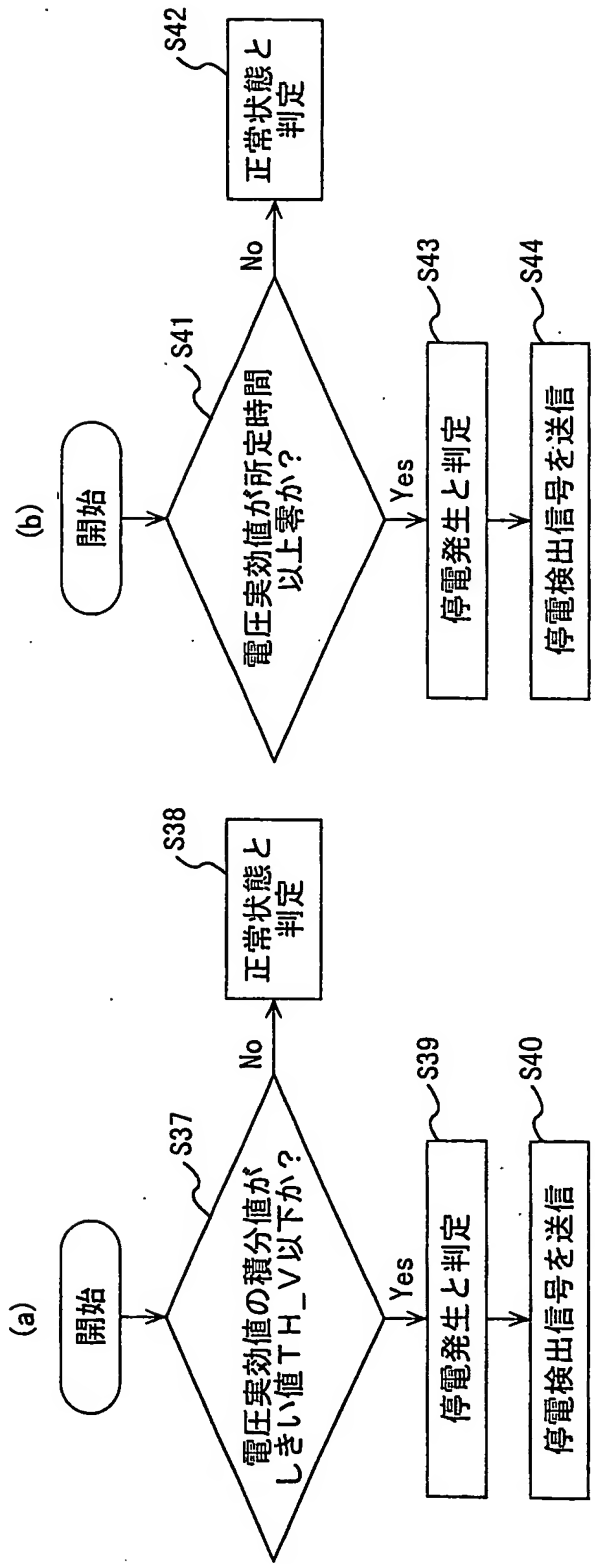 (a)
開始
電圧実効値の積分値が
しきい値TH_V以下か?
S37
No
正常状態と
判定
S38
Yes
停電発生と判定
S39
停電検出信号を送信
S40
(b)
開始
電圧実効値が所定時間
以上零か?
S41
No
正常状態と
判定
S42
Yes
停電発生と判定
S43
停電検出信号を送信
S44